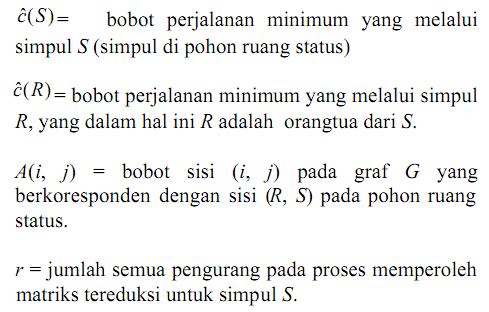 ĉ(S)= bobot perjalanan minimum yang melalui
simpul S (simpul di pohon ruang status)
ĉ(R)= bobot perjalanan minimum yang melalui simpul
R, yang dalam hal ini R adalah orangtua dari S.
A(i, j) = bobot sisi (i, j) pada graf G yang
berkoresponden dengan sisi (R, S) pada pohon ruang
status.
r = jumlah semua pengurang pada proses memperoleh
matriks tereduksi untuk simpul S.